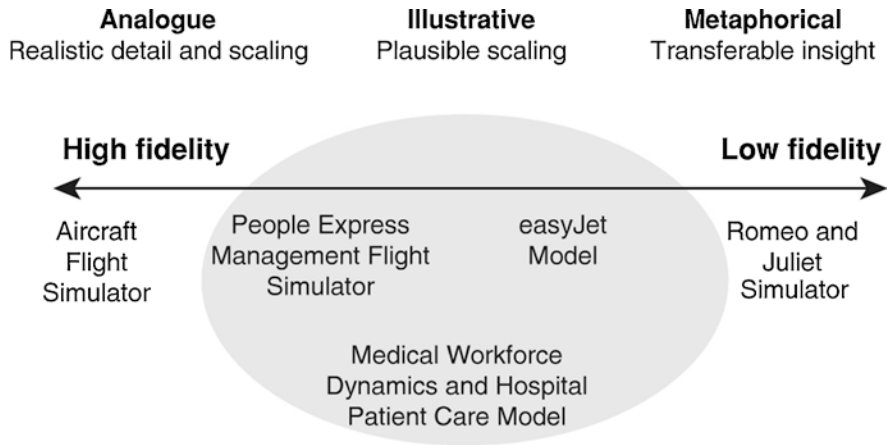 Analogue
Realistic detail and scaling
Illustrative
Plausible scaling
Metaphorical
Transferable insight
High fidelity
Low fidelity
Aircraft
Flight
Simulator
People Express
Management Flight
Simulator
easyJet
Model
Romeo and
Juliet
Simulator
Medical Workforce
Dynamics and Hospital
Patient Care Model